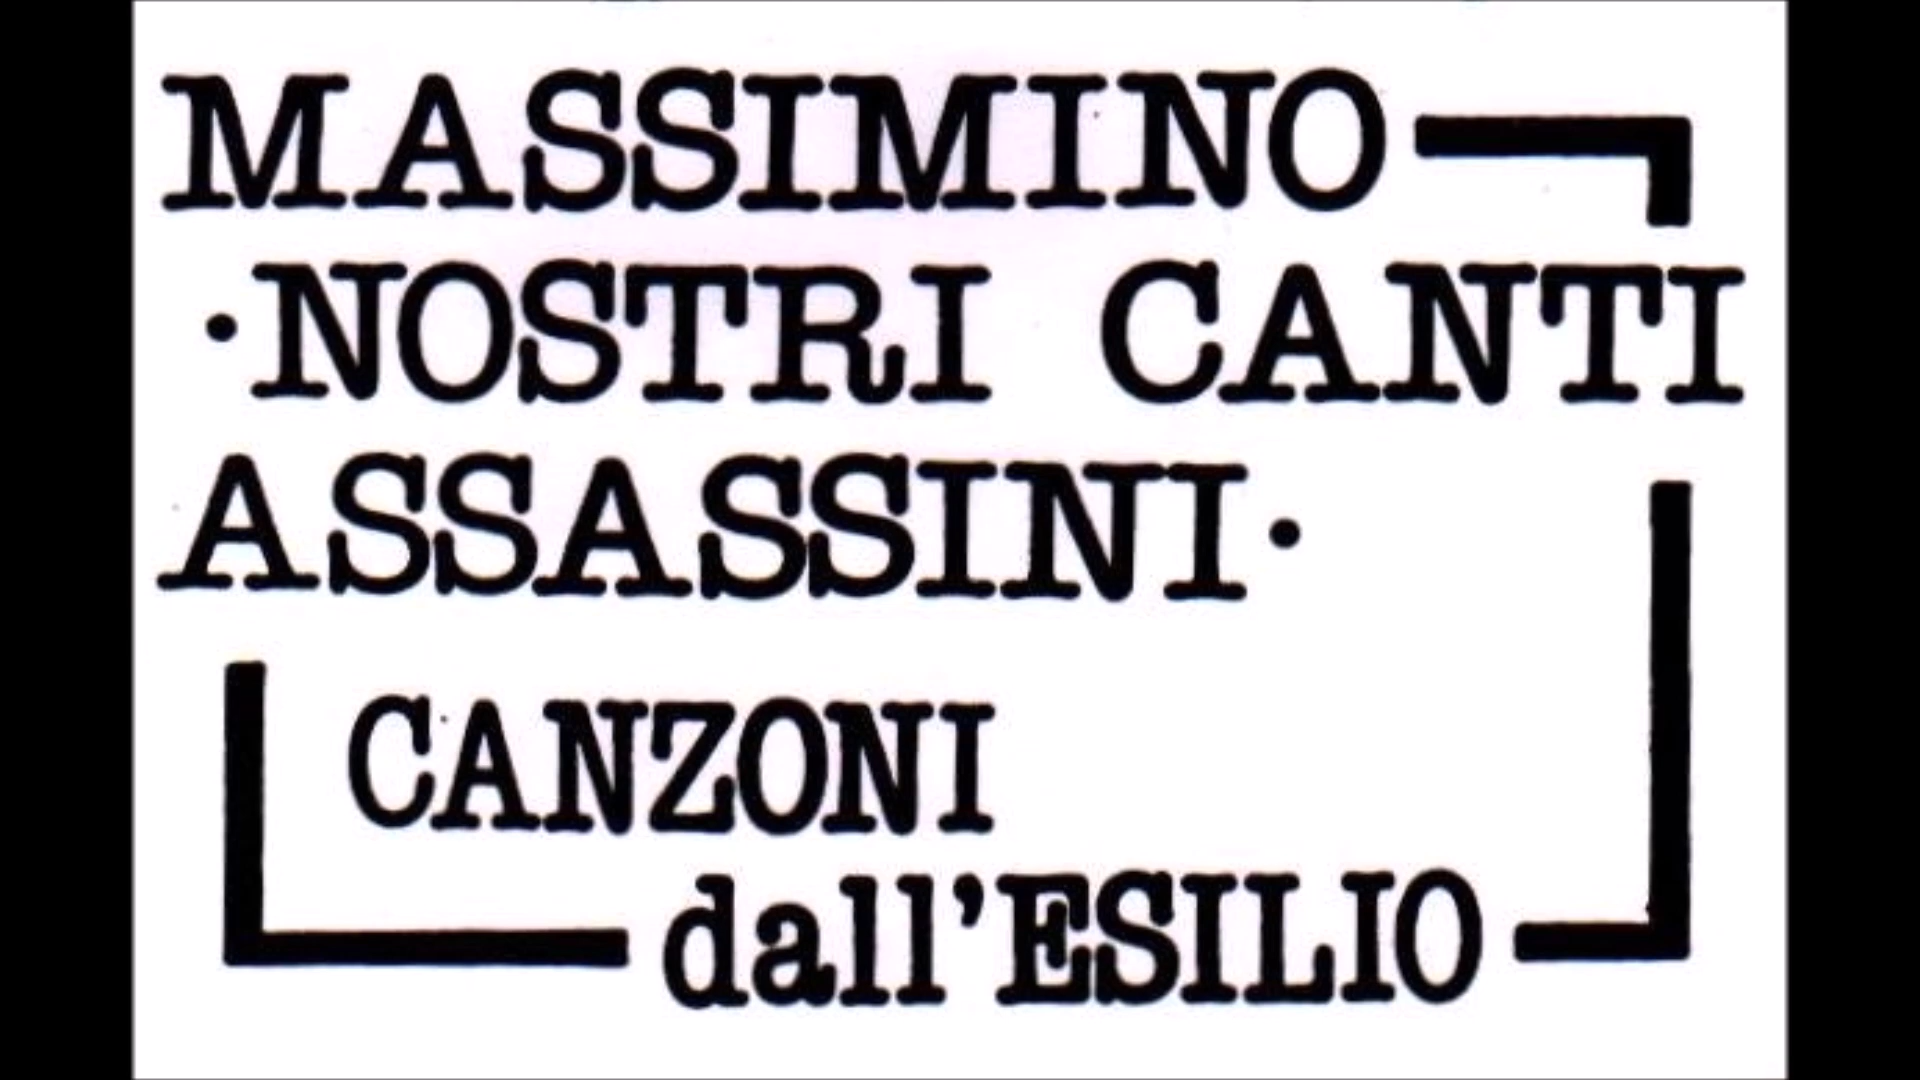 MASSIMINO
·NOSTRI CANTI
ASSASSINI·
CANZONI
dall'ESILIO